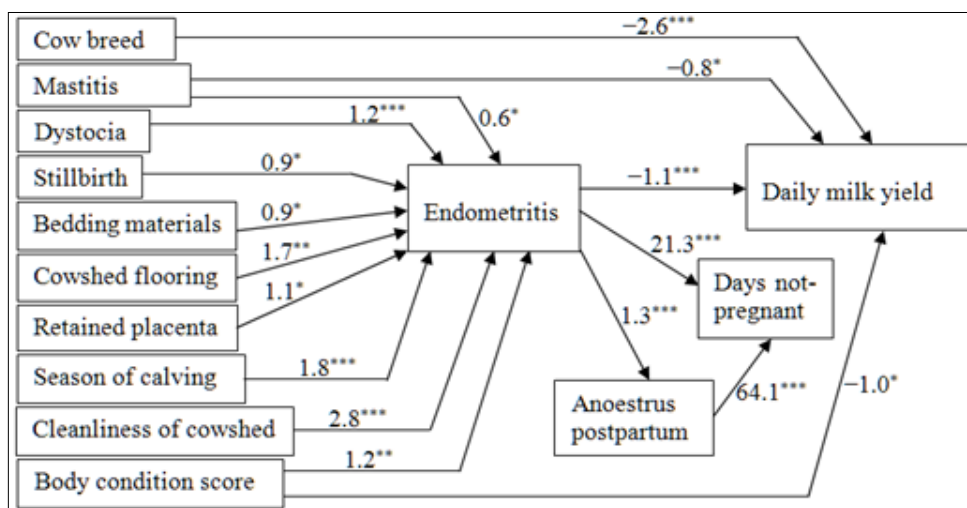 Cow breed
−2.6***
Mastitis
−0.8*
0.6*
Dystocia
1.2***
Stillbirth
0.9*
Bedding materials
0.9*
Cowshed flooring
1.7**
Retained placenta
1.1*
Season of calving
1.8***
Cleanliness of cowshed
2.8***
Body condition score
1.2**
Endometritis
−1.1***
Daily milk yield
21.3***
Days not-
pregnant
1.3***
Anoestrus
postpartum
64.1***
−1.0*